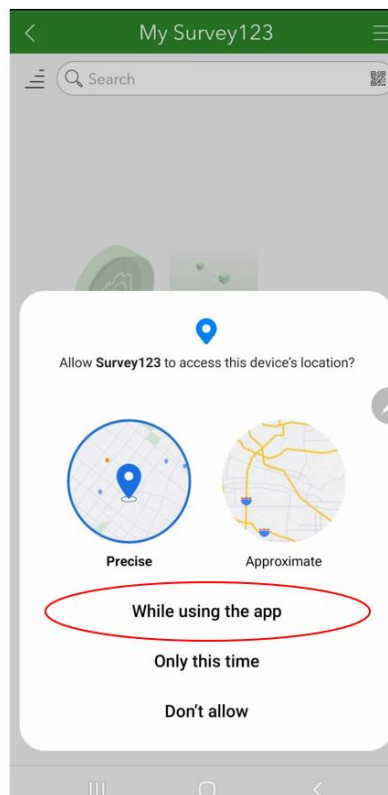 My Survey123
Search
Allow Survey123 to access this device's location?
Precise
Approximate
While using the app
Only this time
Don't allow